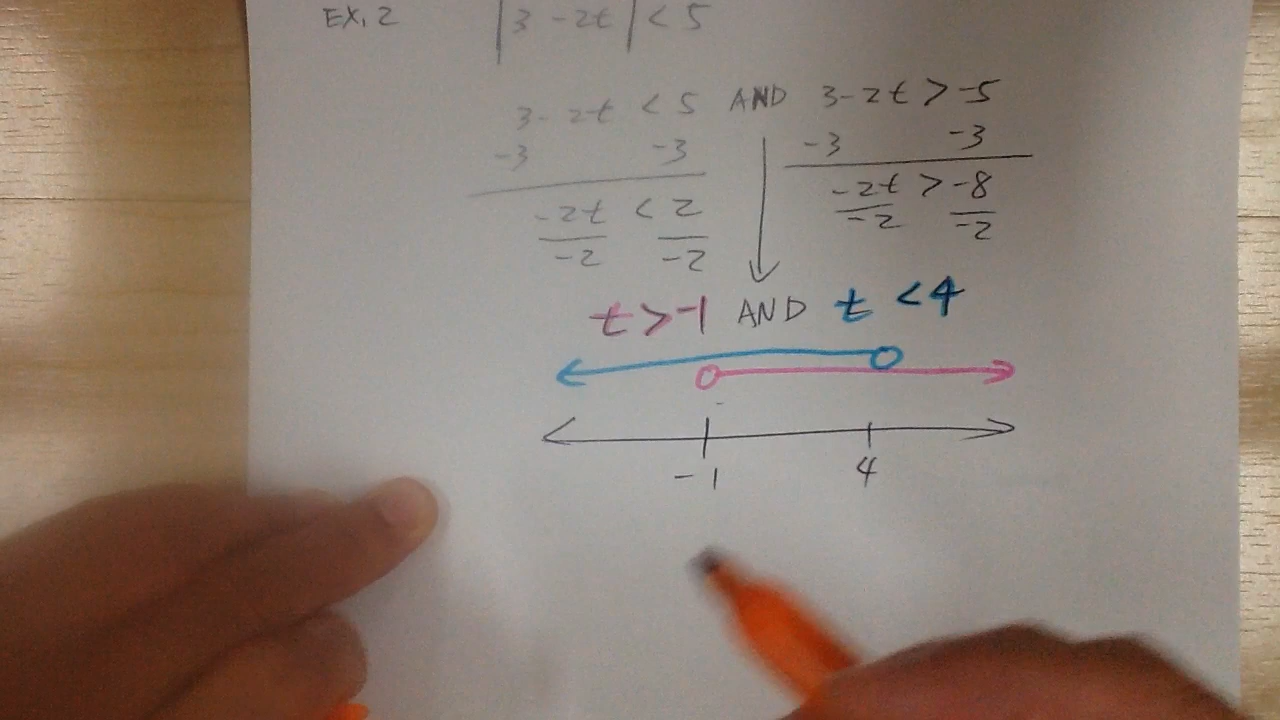 EX. 2 |3 - 2t| < 5
3 - 2t < 5 AND 3 - 2t > -5
-3 -3 -3 -3
-2t < 2 -2t > -8
-2 -2 -2 -2
t > -1 AND t < 4
-1 4